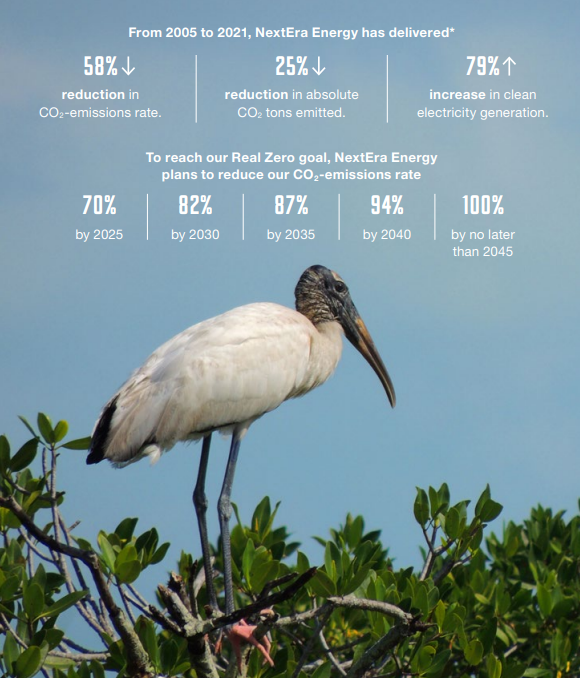 From 2005 to 2021, NextEra Energy has delivered*
58%↓
reduction in
CO₂-emissions rate.
25%↓
reduction in absolute
CO₂ tons emitted.
79%↑
increase in clean
electricity generation.
To reach our Real Zero goal, NextEra Energy
plans to reduce our CO₂-emissions rate
70%
by 2025
82%
by 2030
87%
by 2035
94%
by 2040
100%
by no later
than 2045